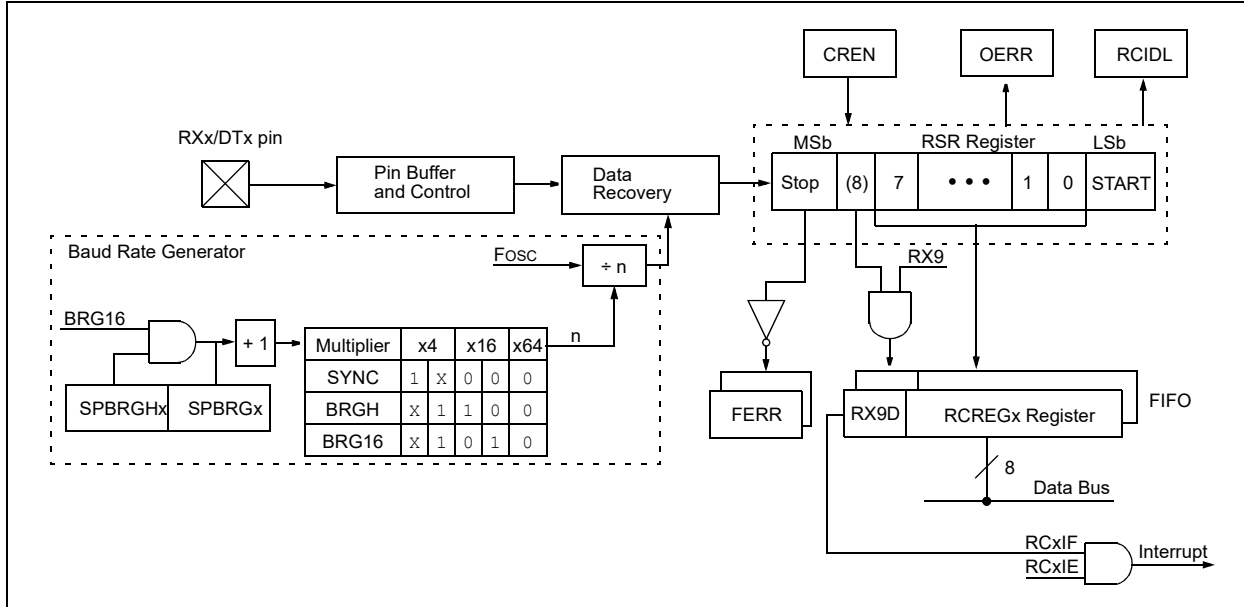 CREN
OERR
RCIDL
RXx/DTx pin
MSb
RSR Register
LSb
Pin Buffer
and Control
Data
Recovery
Stop
(8)
7
• • •
1
0
START
Baud Rate Generator
FOSC
÷ n
RX9
BRG16
+ 1
n
Multiplier x4 x16 x64
SYNC 1 X 0 0 0
BRGH X 1 1 0 0
BRG16 X 1 0 1 0
SPBRGHx
SPBRGx
FERR
RX9D
RCREGx Register
FIFO
8
Data Bus
RCxIF
RCxIE
Interrupt